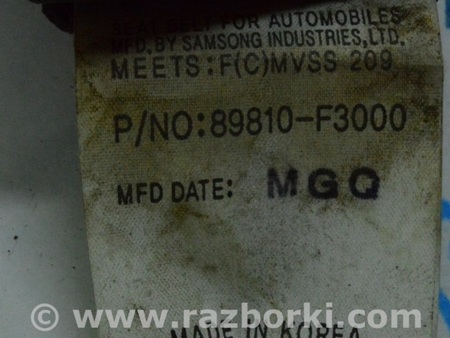 SEAT BELT FOR AUTOMOBILES
MFD. BY SAMSONG INDUSTRIES, LTD.
MEETS: F(C)MVSS 209
P/NO: 89810-F3000
MFD DATE: MGQ
MADE IN KOREA
© www.razborki.com